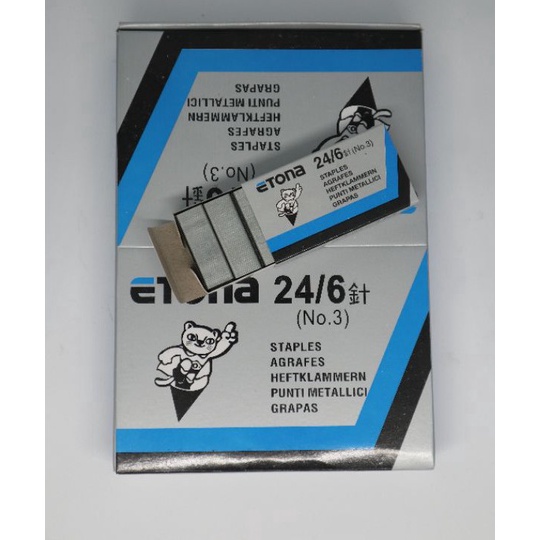 GRAPAS
PUNTI METALLICI
HEFTKLAMMERN
AGRAFES
STAPLES
(No.3)
ETONA 24/6針(No.3)
STAPLES
AGRAFES
HEFTKLAMMERN
PUNTI METALLICI
GRAPAS
ETONA 24/6針
(No.3)
STAPLES
AGRAFES
HEFTKLAMMERN
PUNTI METALLICI
GRAPAS